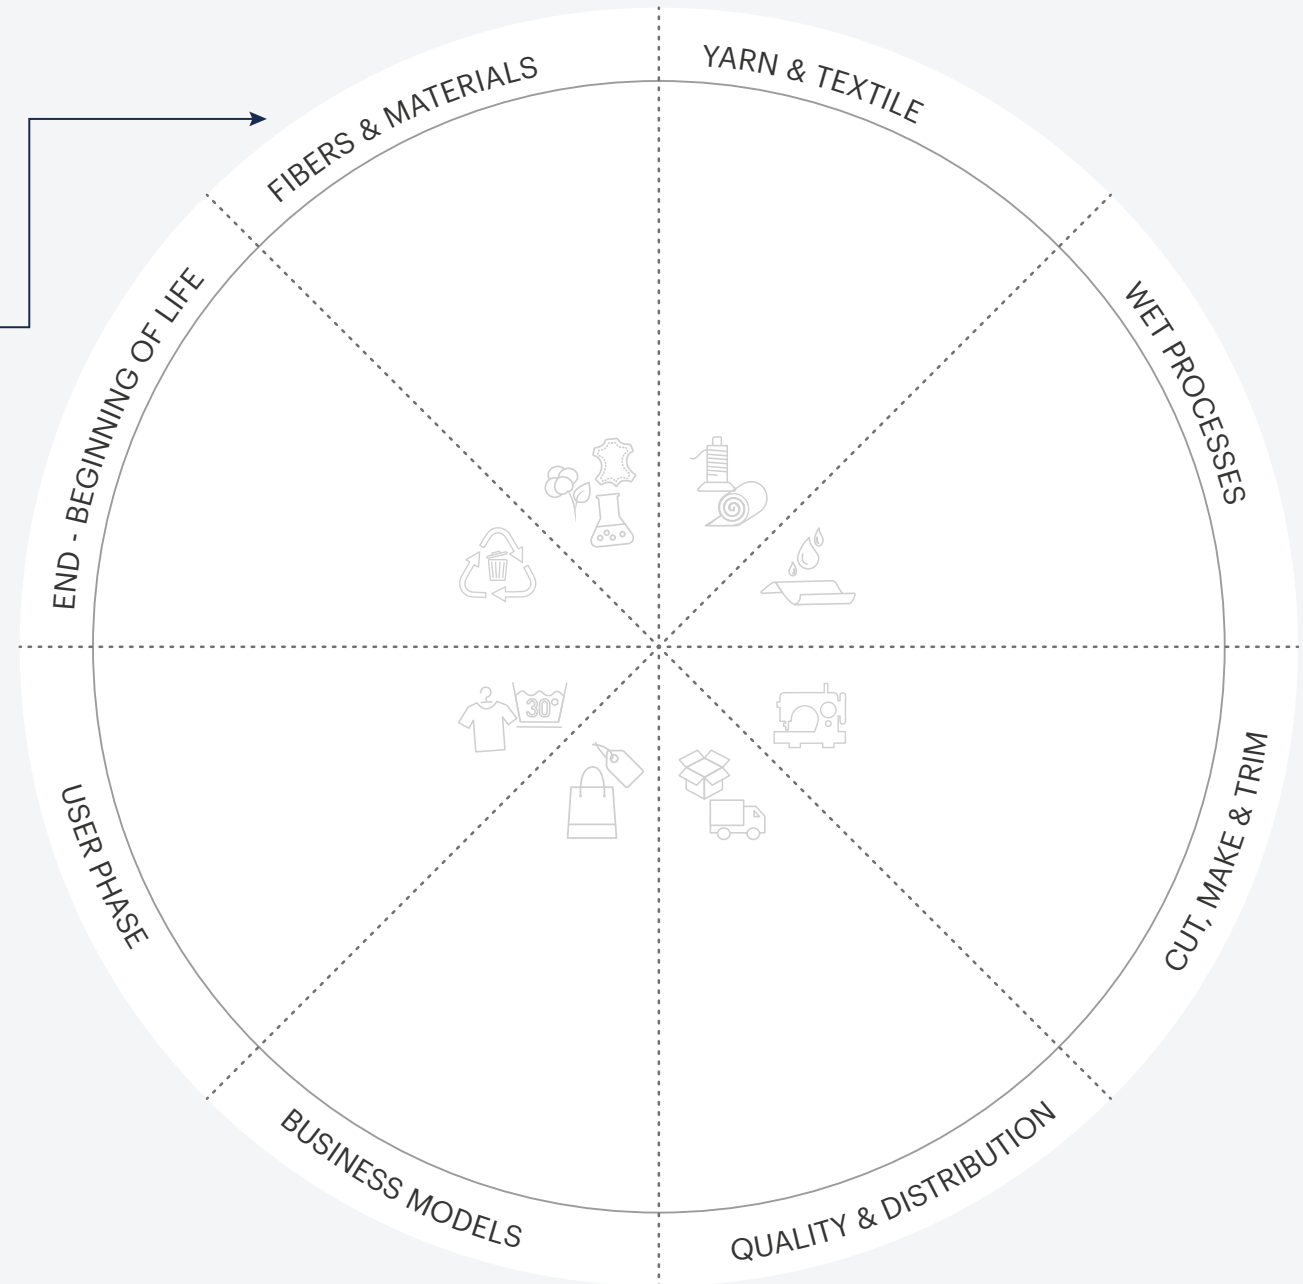 FIBERS & MATERIALS
YARN & TEXTILE
WET PROCESSES
CUT, MAKE & TRIM
QUALITY & DISTRIBUTION
BUSINESS MODELS
USER PHASE
END - BEGINNING OF LIFE
30°